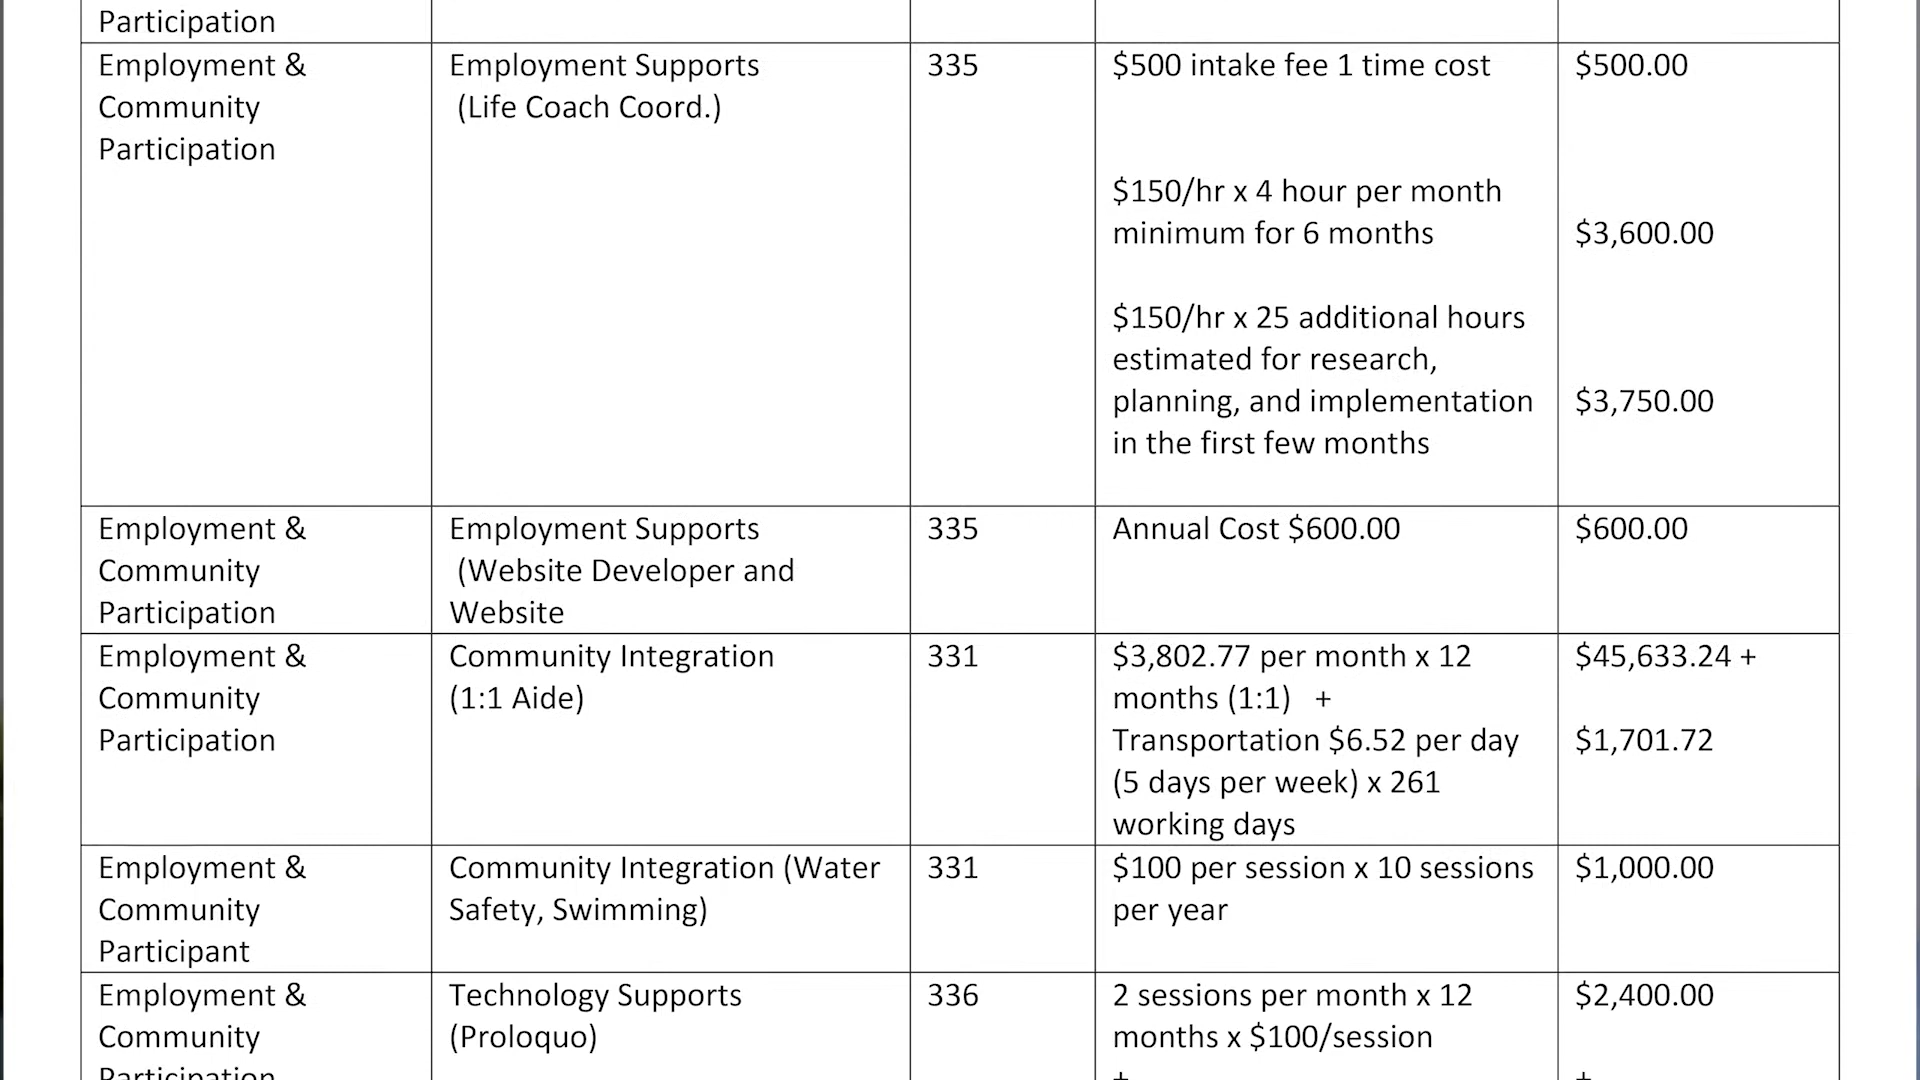 Participation
Employment &
Community
Participation
Employment Supports
(Life Coach Coord.)
335
$500 intake fee 1 time cost
$150/hr x 4 hour per month
minimum for 6 months
$150/hr x 25 additional hours
estimated for research,
planning, and implementation
in the first few months
$500.00
$3,600.00
$3,750.00
Employment &
Community
Participation
Employment Supports
(Website Developer and
Website
335
Annual Cost $600.00
$600.00
Employment &
Community
Participation
Community Integration
(1:1 Aide)
331
$3,802.77 per month x 12
months (1:1) +
Transportation $6.52 per day
(5 days per week) x 261
working days
$45,633.24 +
$1,701.72
Employment &
Community
Participant
Community Integration (Water
Safety, Swimming)
331
$100 per session x 10 sessions
per year
$1,000.00
Employment &
Community
Participation
Technology Supports
(Proloquo)
336
2 sessions per month x 12
months x $100/session
+
$2,400.00
+